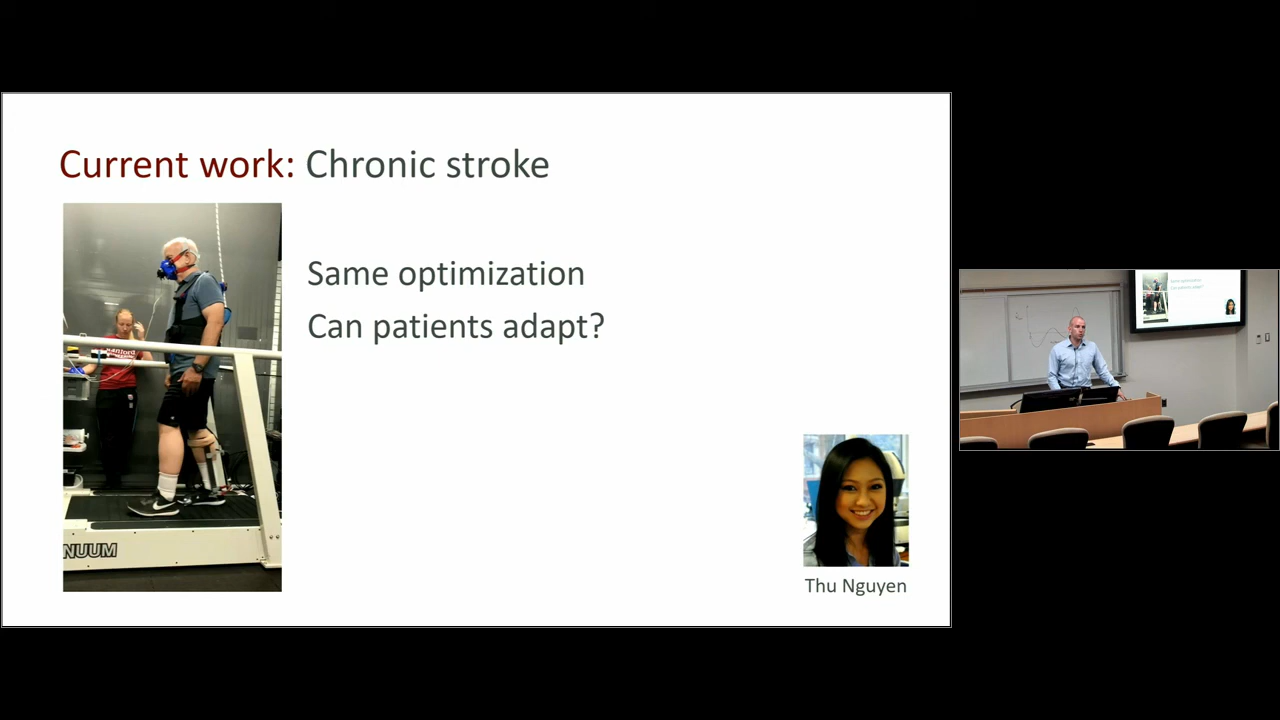 Current work: Chronic stroke
Same optimization
Can patients adapt?
NUUM
Thu Nguyen